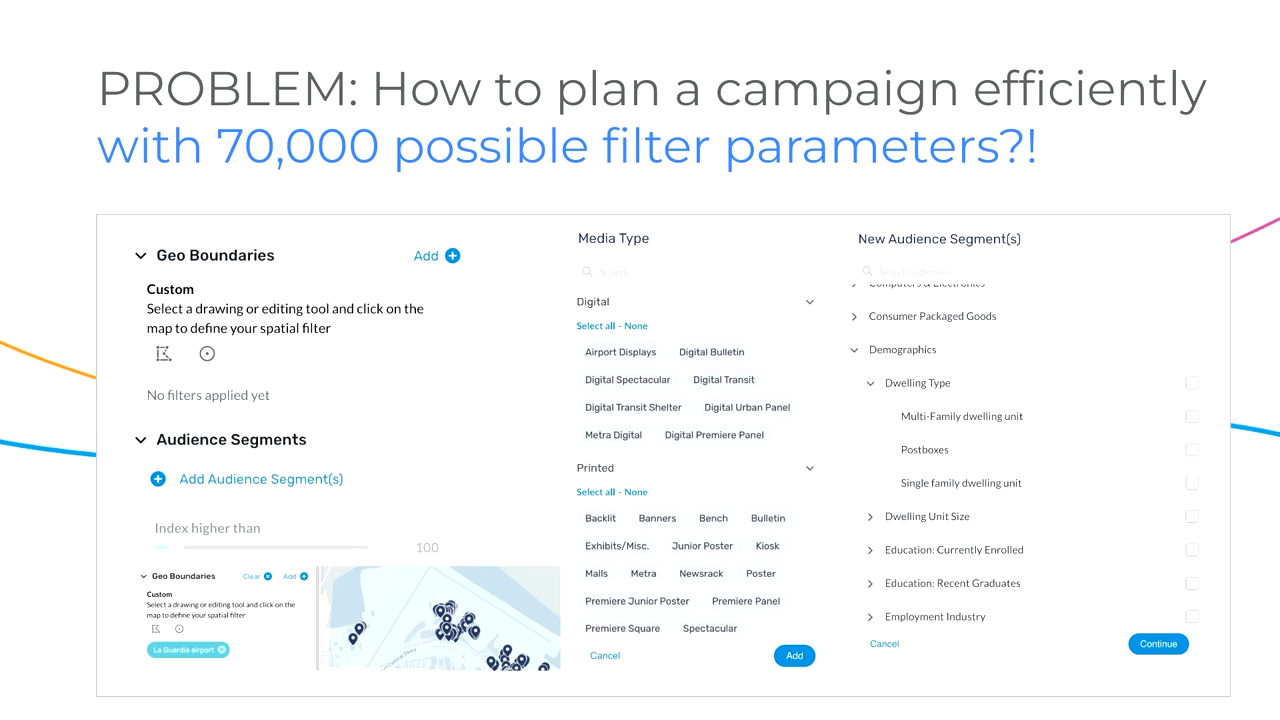 PROBLEM: How to plan a campaign efficiently
with 70,000 possible filter parameters?!
Geo Boundaries
Add
Custom
Select a drawing or editing tool and click on the
map to define your spatial filter
No filters applied yet
Audience Segments
Add Audience Segment(s)
Index higher than
100
Geo Boundaries
Clear
Add
Custom
Select a drawing or editing tool and click on the
map to define your spatial filter
La Guardia airport
Central Pkwy
Media Type
Search
Digital
Select all - None
Airport Displays Digital Bulletin
Digital Spectacular Digital Transit
Digital Transit Shelter Digital Urban Panel
Metra Digital Digital Premiere Panel
Printed
Select all - None
Backlit Banners Bench Bulletin
Exhibits/Misc. Junior Poster Kiosk
Malls Metra Newsrack Poster
Premiere Junior Poster Premiere Panel
Premiere Square Spectacular
Cancel
Add
New Audience Segment(s)
Search audiences
Computers & Electronics
Consumer Packaged Goods
Demographics
Dwelling Type
Multi-Family dwelling unit
Postboxes
Single family dwelling unit
Dwelling Unit Size
Education: Currently Enrolled
Education: Recent Graduates
Employment Industry
Cancel
Continue